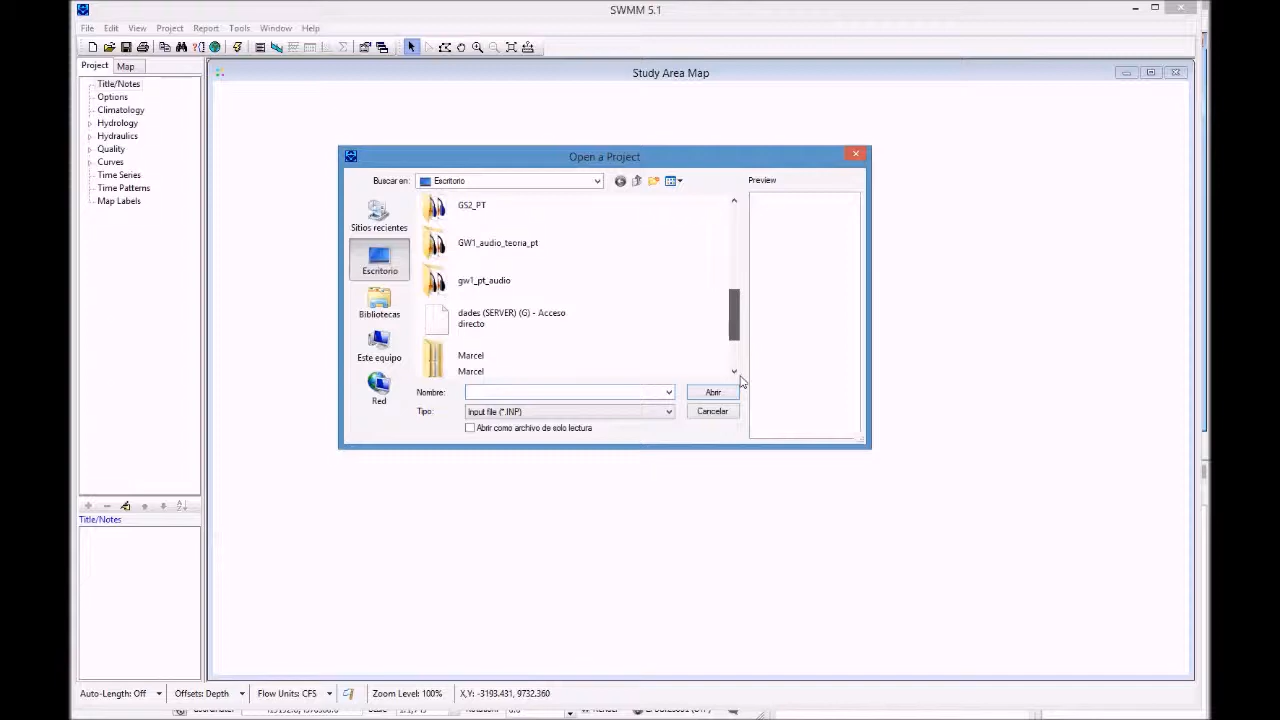 SWMM 5.1
File Edit View Project Report Tools Window Help
Project Map
Study Area Map
Title/Notes
Options
Climatology
Hydrology
Hydraulics
Quality
Curves
Time Series
Time Patterns
Map Labels
Open a Project
Buscar en: Escritorio
Preview
Sitios recientes
Escritorio
Bibliotecas
Este equipo
Red
GS2_PT
GW1_audio_teoria_pt
gw1_pt_audio
dades (SERVER) (G) - Acceso
directo
Marcel
Marcel
Nombre:
Abrir
Tipo: Input file (*.INP)
Cancelar
Abrir como archivo de solo lectura
Title/Notes
Auto-Length: Off Offsets: Depth Flow Units: CFS Zoom Level: 100% X,Y: -3193.431, 9732.360